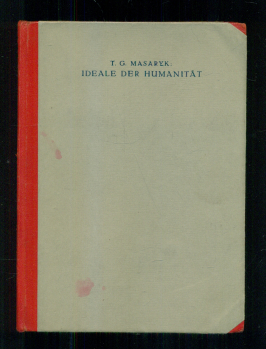 T. G. MASARYK:
IDEALE DER HUMANITÄT